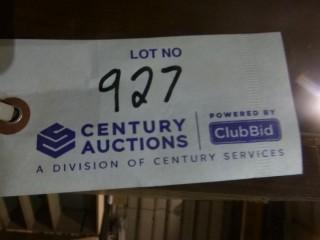 LOT NO
927
CENTURY AUCTIONS
POWERED BY
ClubBid
A DIVISION OF CENTURY SERVICES